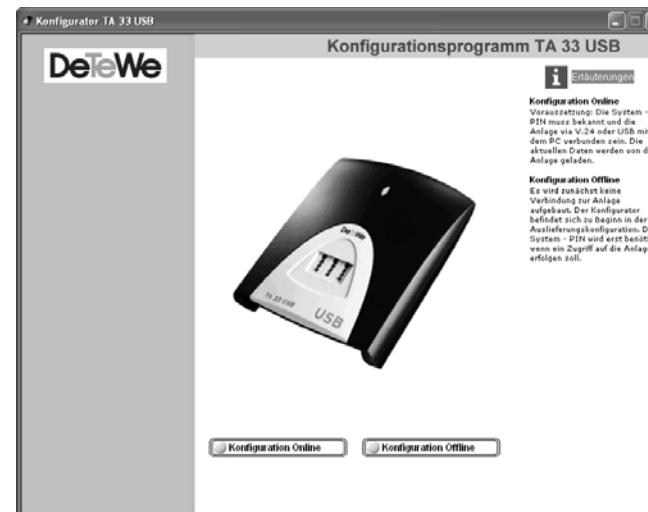 Konfigurator TA 33 USB
DeTeWe
Konfigurationsprogramm TA 33 USB
i Erläuterungen
Konfiguration Online
Voraussetzung: Die System -
PIN muss bekannt und die
Anlage via V.24 oder USB mit
dem PC verbunden sein. Die
aktuellen Daten werden von d
Anlage geladen.
Konfiguration Offline
Es wird zunächst keine
Verbindung zur Anlage
aufgebaut. Der Konfigurator
befindet sich zu Beginn in der
Auslieferungskonfiguration. D
System - PIN wird erst benöt
wenn ein Zugriff auf die Anlag
erfolgen soll.
DeTeWe
TA 33 USB
USB
Konfiguration Online
Konfiguration Offline